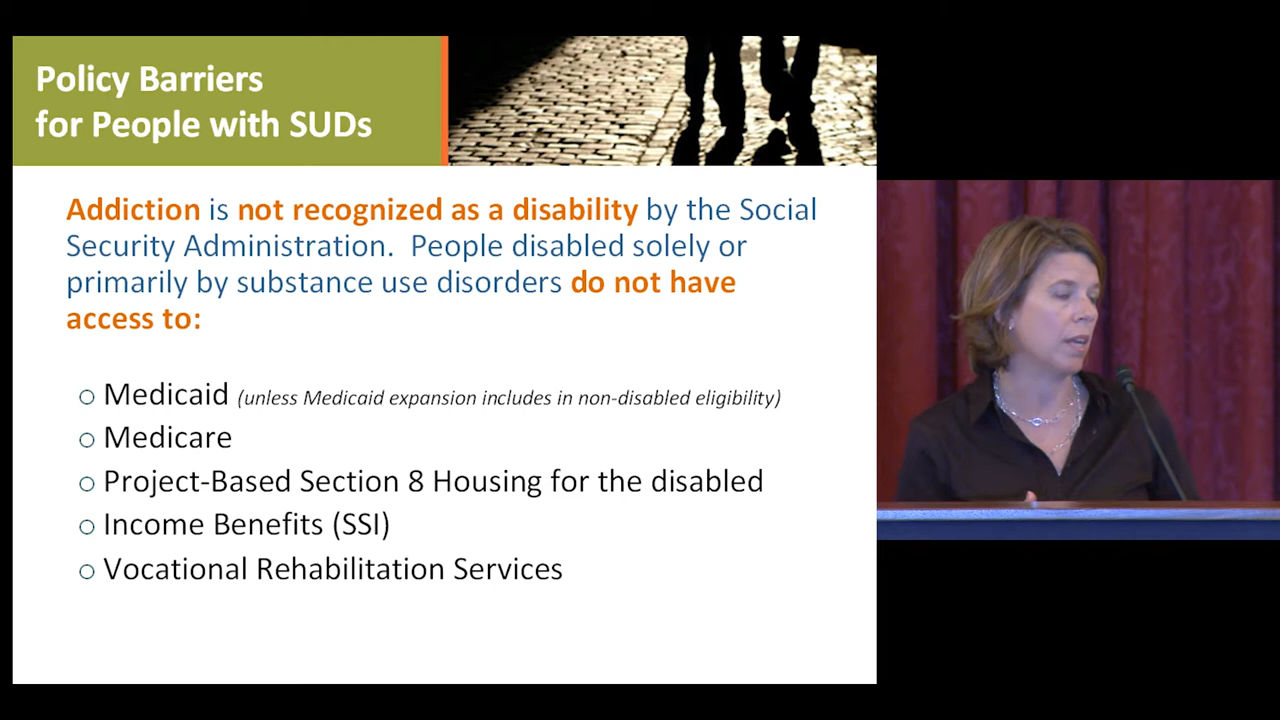 Policy Barriers
for People with SUDs
Addiction is not recognized as a disability by the Social
Security Administration.  People disabled solely or
primarily by substance use disorders do not have
access to:
○ Medicaid (unless Medicaid expansion includes in non-disabled eligibility)
○ Medicare
○ Project-Based Section 8 Housing for the disabled
○ Income Benefits (SSI)
○ Vocational Rehabilitation Services